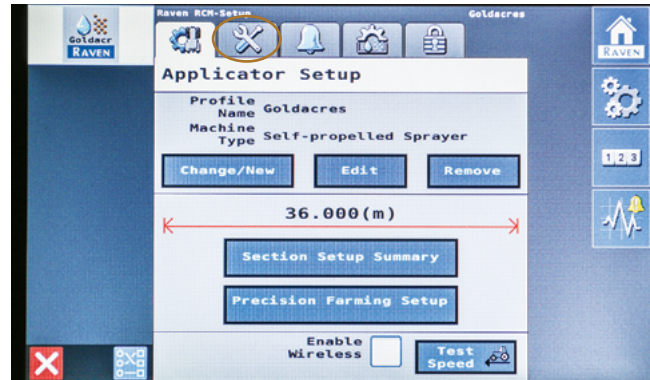 Raven RCM-Setup Goldacres
Goldacr
RAVEN
Applicator Setup
Profile
Name Goldacres
Machine
Type Self-propelled Sprayer
Change/New Edit Remove
36.000(m)
Section Setup Summary
Precision Farming Setup
Enable
Wireless
Test
Speed
RAVEN
1 2 3